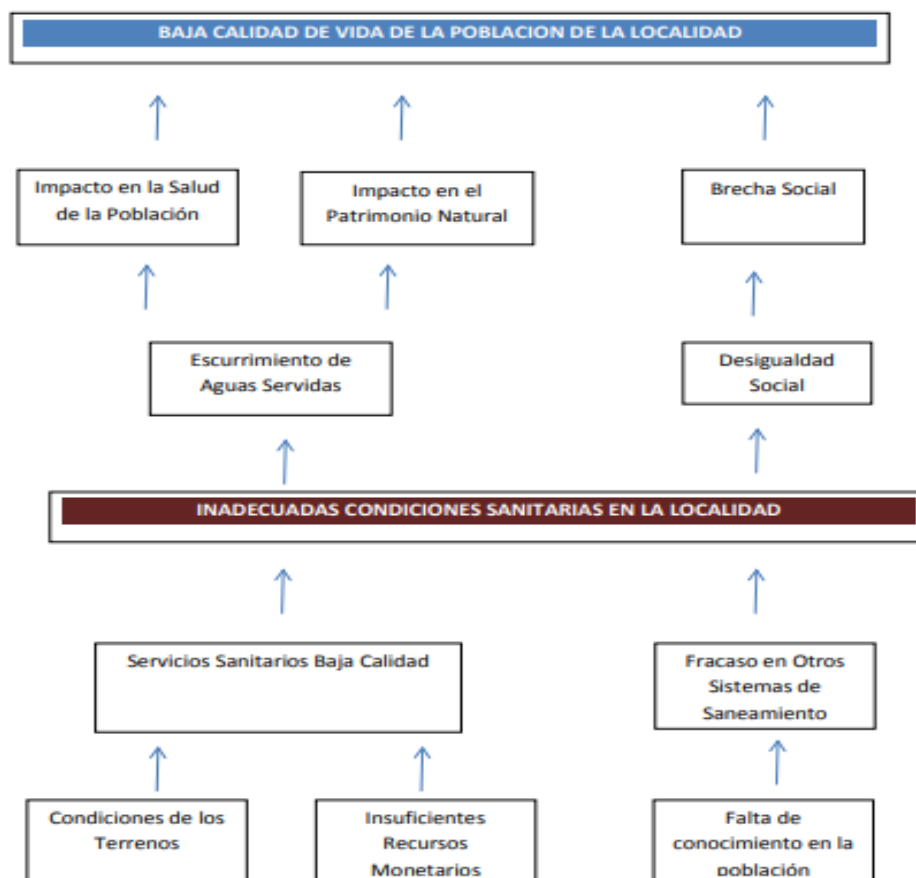 BAJA CALIDAD DE VIDA DE LA POBLACION DE LA LOCALIDAD
Impacto en la Salud
de la Población
Impacto en el
Patrimonio Natural
Brecha Social
Escurrimiento de
Aguas Servidas
Desigualdad
Social
INADECUADAS CONDICIONES SANITARIAS EN LA LOCALIDAD
Servicios Sanitarios Baja Calidad
Fracaso en Otros
Sistemas de
Saneamiento
Condiciones de los
Terrenos
Insuficientes
Recursos
Monetarios
Falta de
conocimiento en la
población